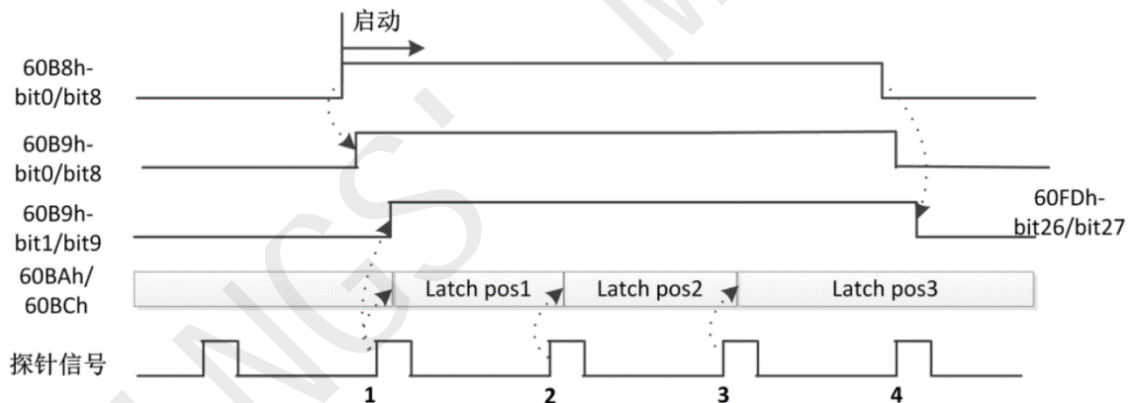 启动
60B8h-
bit0/bit8
60B9h-
bit0/bit8
60B9h-
bit1/bit9
60FDh-
bit26/bit27
60BAh/
60BCh
Latch pos1
Latch pos2
Latch pos3
探针信号
1
2
3
4